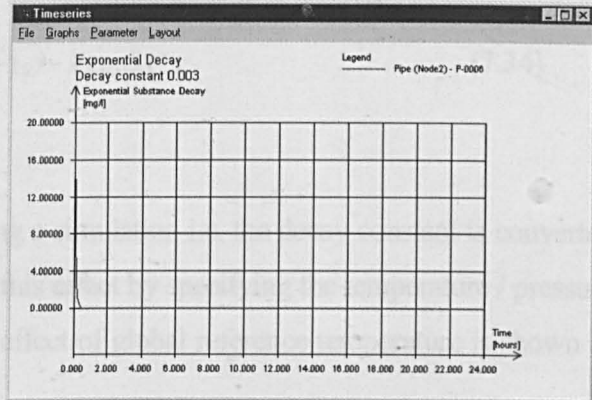 Timeseries
File Graphs Parameter Layout
Exponential Decay
Decay constant 0.003
Exponential Substance Decay
[mg/l]
Legend
Pipe (Node2) - P-0006
20.00000
16.00000
12.00000
8.00000
4.00000
0.00000
Time
[hours]
0.000 2.000 4.000 6.000 8.000 10.000 12.000 14.000 16.000 18.000 20.000 22.000 24.000